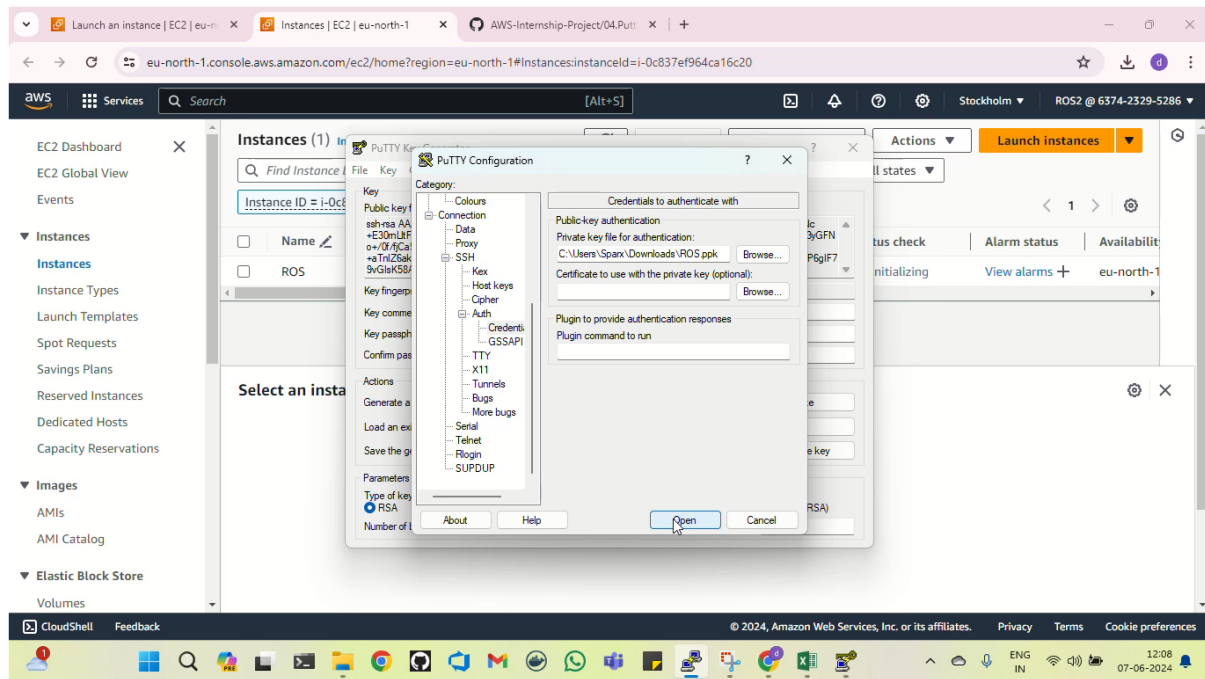 Launch an instance | EC2 | eu-n
Instances | EC2 | eu-north-1
AWS-Internship-Project/04.Putt
eu-north-1.console.aws.amazon.com/ec2/home?region=eu-north-1#Instances:instanceId=i-0c837ef964ca16c20
d
aws
Services
Search
[Alt+S]
Stockholm ▼
ROS2 @ 6374-2329-5286 ▼
EC2 Dashboard
EC2 Global View
Events
Instances
Instances
Instance Types
Launch Templates
Spot Requests
Savings Plans
Reserved Instances
Dedicated Hosts
Capacity Reservations
Images
AMIs
AMI Catalog
Elastic Block Store
Volumes
Instances (1)
Actions ▼
Launch instances
Find Instance
ll states ▼
Instance ID = i-0c8
1
Name
tus check
Alarm status
Availabilit
ROS
nitializing
View alarms +
eu-north-1
Select an insta
File Key
Key
Public key f
ssh-rsa AA
9vGIsK58A
Key fingerp
Key comme
Key passph
Confirm pas
Actions
Generate a
Load an exi
Save the ge
e key
Parameters
Type of key
RSA
RSA)
Number of b
PuTTY Configuration
?
Category:
Colours
Connection
Data
Proxy
SSH
Kex
Host keys
Cipher
Auth
Credenti
GSSAPI
TTY
X11
Tunnels
Bugs
More bugs
Serial
Telnet
Rlogin
SUPDUP
Credentials to authenticate with
Public-key authentication
Private key file for authentication:
C:\Users\Sparx\Downloads\ROS.ppk
Browse...
Certificate to use with the private key (optional):
Browse...
Plugin to provide authentication responses
Plugin command to run
About
Help
Open
Cancel
CloudShell
Feedback
© 2024, Amazon Web Services, Inc. or its affiliates.
Privacy
Terms
Cookie preferences
1
PRE
d
ENG
IN
12:08
07-06-2024